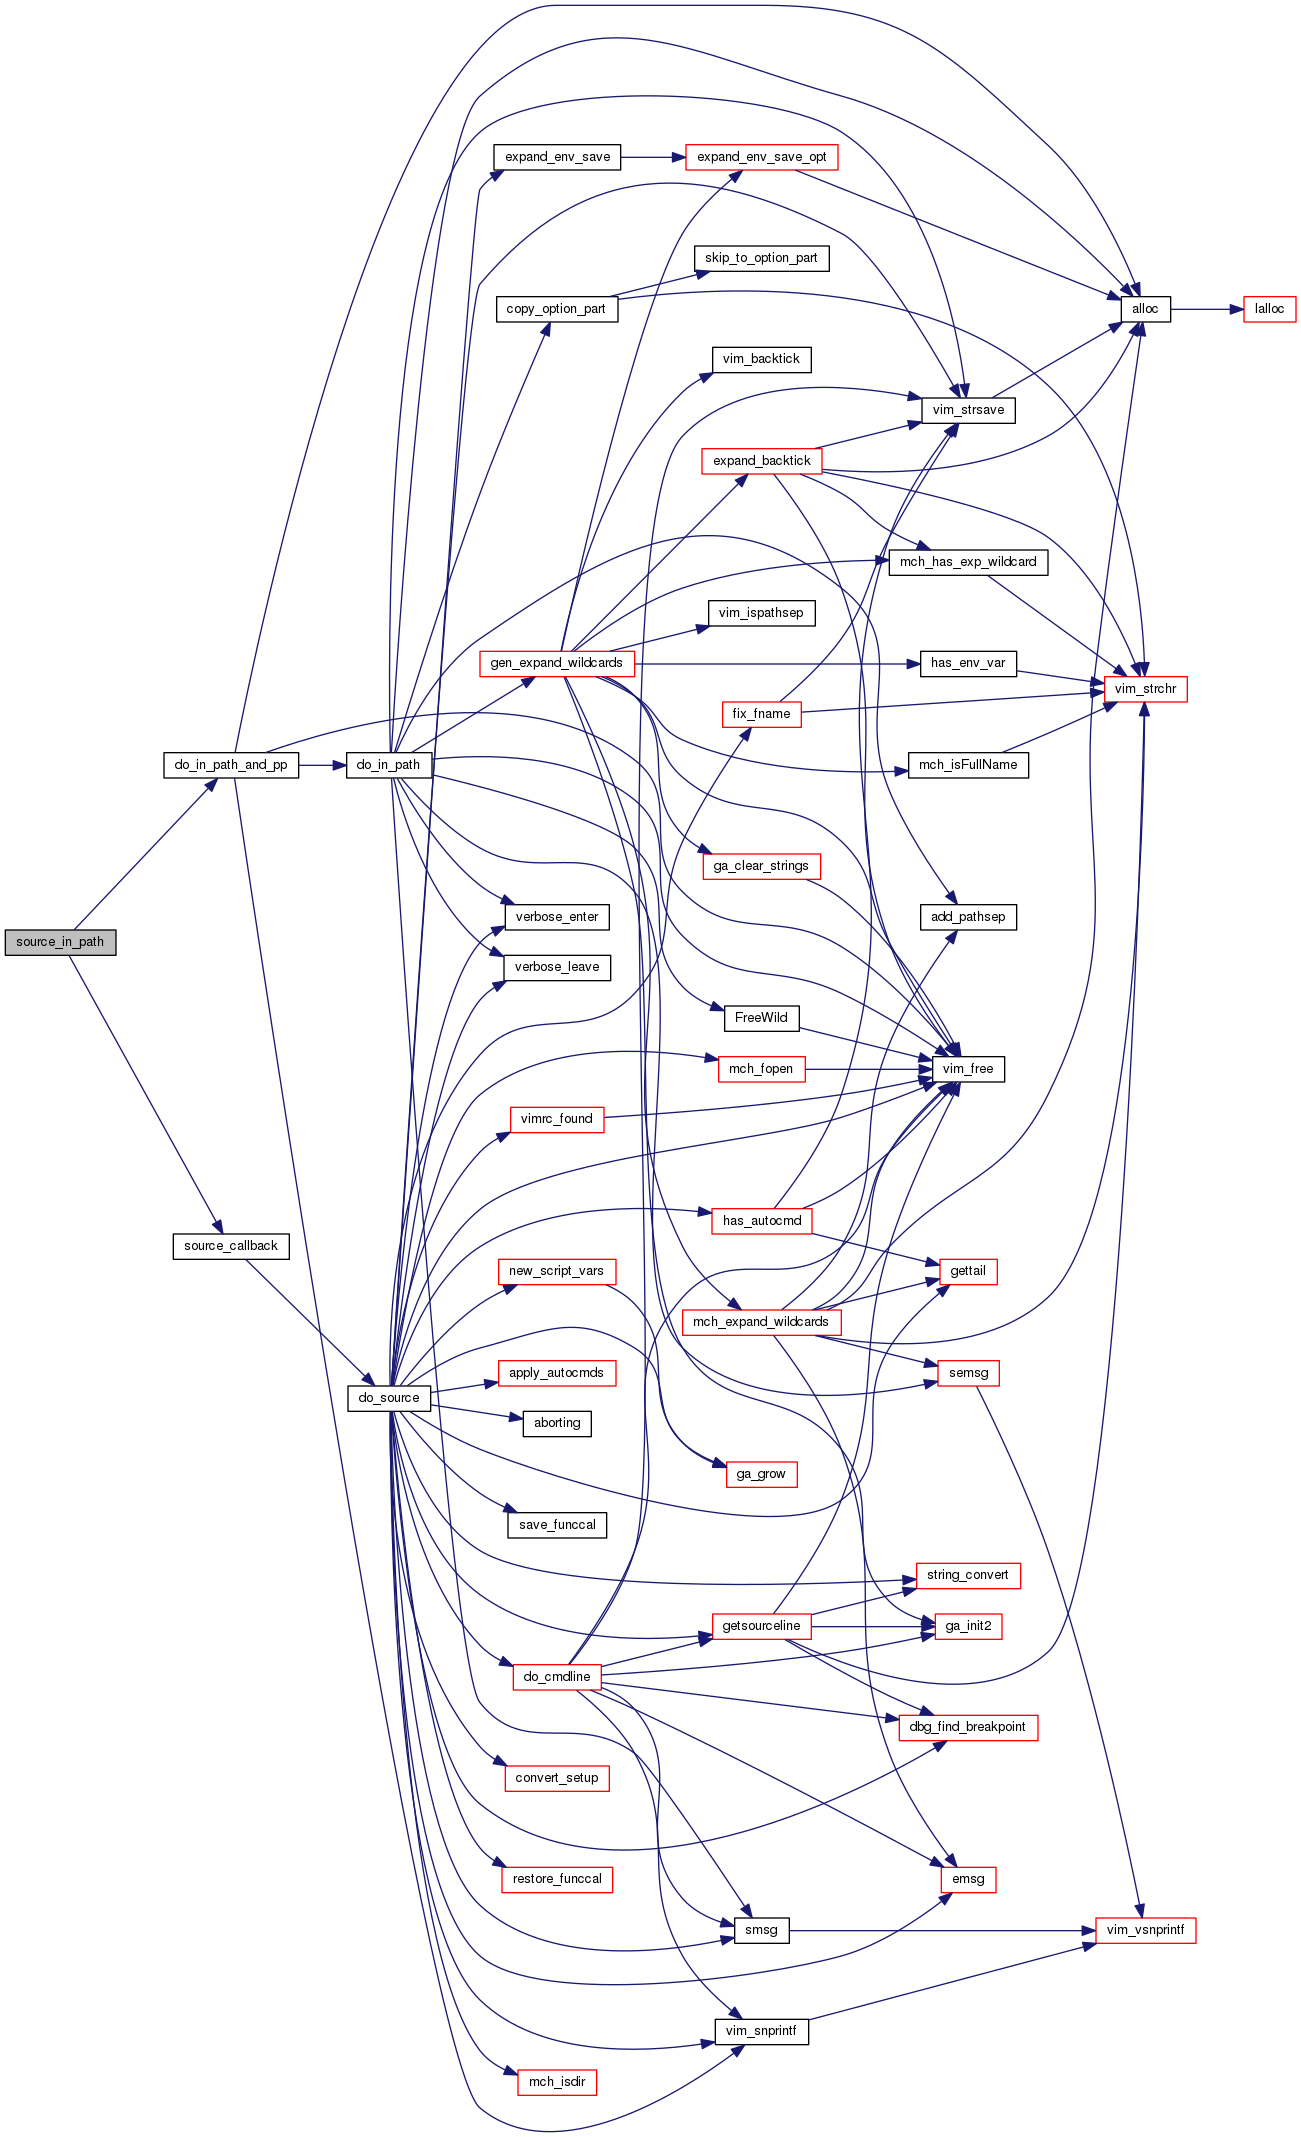 expand_env_save
expand_env_save_opt
skip_to_option_part
copy_option_part
alloc
lalloc
vim_backtick
vim_strsave
expand_backtick
mch_has_exp_wildcard
vim_ispathsep
gen_expand_wildcards
has_env_var
vim_strchr
fix_fname
do_in_path_and_pp
do_in_path
mch_isFullName
ga_clear_strings
verbose_enter
add_pathsep
source_in_path
verbose_leave
FreeWild
mch_fopen
vim_free
vimrc_found
has_autocmd
source_callback
new_script_vars
gettail
mch_expand_wildcards
apply_autocmds
semsg
do_source
aborting
ga_grow
save_funccal
string_convert
getsourceline
ga_init2
do_cmdline
dbg_find_breakpoint
convert_setup
restore_funccal
emsg
smsg
vim_vsnprintf
vim_snprintf
mch_isdir